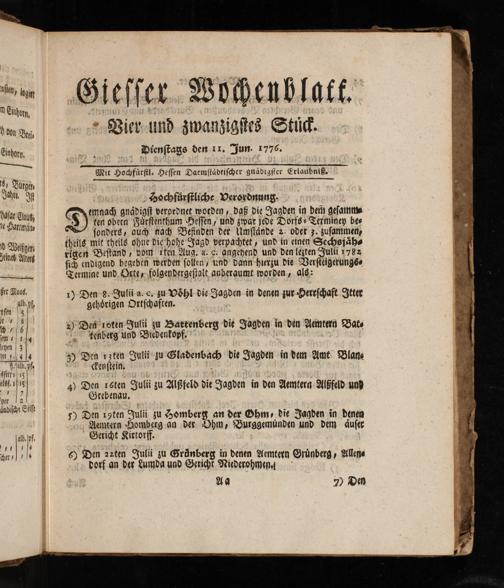 Giesser Wochenblatt.
Vier und zwanzigstes Stück.
Dienstags den 11. Jun. 1776.
Mit Hochfürstl. Hessen Darmstädtischer gnädigster Erlaubniß.
Hochfürstliche Verordnung.
Demnach gnädigst verordnet worden, daß die Jagden in dem gesamm-
ten obern Fürstenthum Hessen, und zwar jede Dorfs-Terminey be-
sonders, auch nach Befinden der Umstände 2. oder 3. zusammen,
theils mit theils ohne die hohe Jagd verpachtet, und in einen Sechsjäh-
rigen Bestand, vom 1ten Aug. a. c. angehend und den letzten Julii 1782
sich endigend begeben werden sollen, und dann hierzu die Versteigerungs-
Termine und Orte, folgendergestalt anberaumt worden, als:
1) Den 8. Julii a. c. zu Vöhl die Jagden in denen zur Herrschaft Itter
gehörigen Ortschaften.
2) Den 10ten Julii zu Battenberg die Jagden in den Aemtern Bat-
tenberg und Biedenkopf.
3) Den 13ten Julii zu Gladenbach die Jagden in dem Amt Blan-
ckenstein.
4) Den 16ten Julii zu Alßfeld die Jagden in den Aemtern Alßfeld und
Grebenau.
5) Den 19ten Julii zu Homberg an der Ohm, die Jagden in denen
Aemtern Homberg an der Ohm, Burggemünden und dem äuser
Gericht Kirtorff.
6) Den 22ten Julii zu Grünberg in denen Aemtern Grünberg, Allen-
dorf an der Lumda und Gericht Niederohmen.
Aa
7) Den